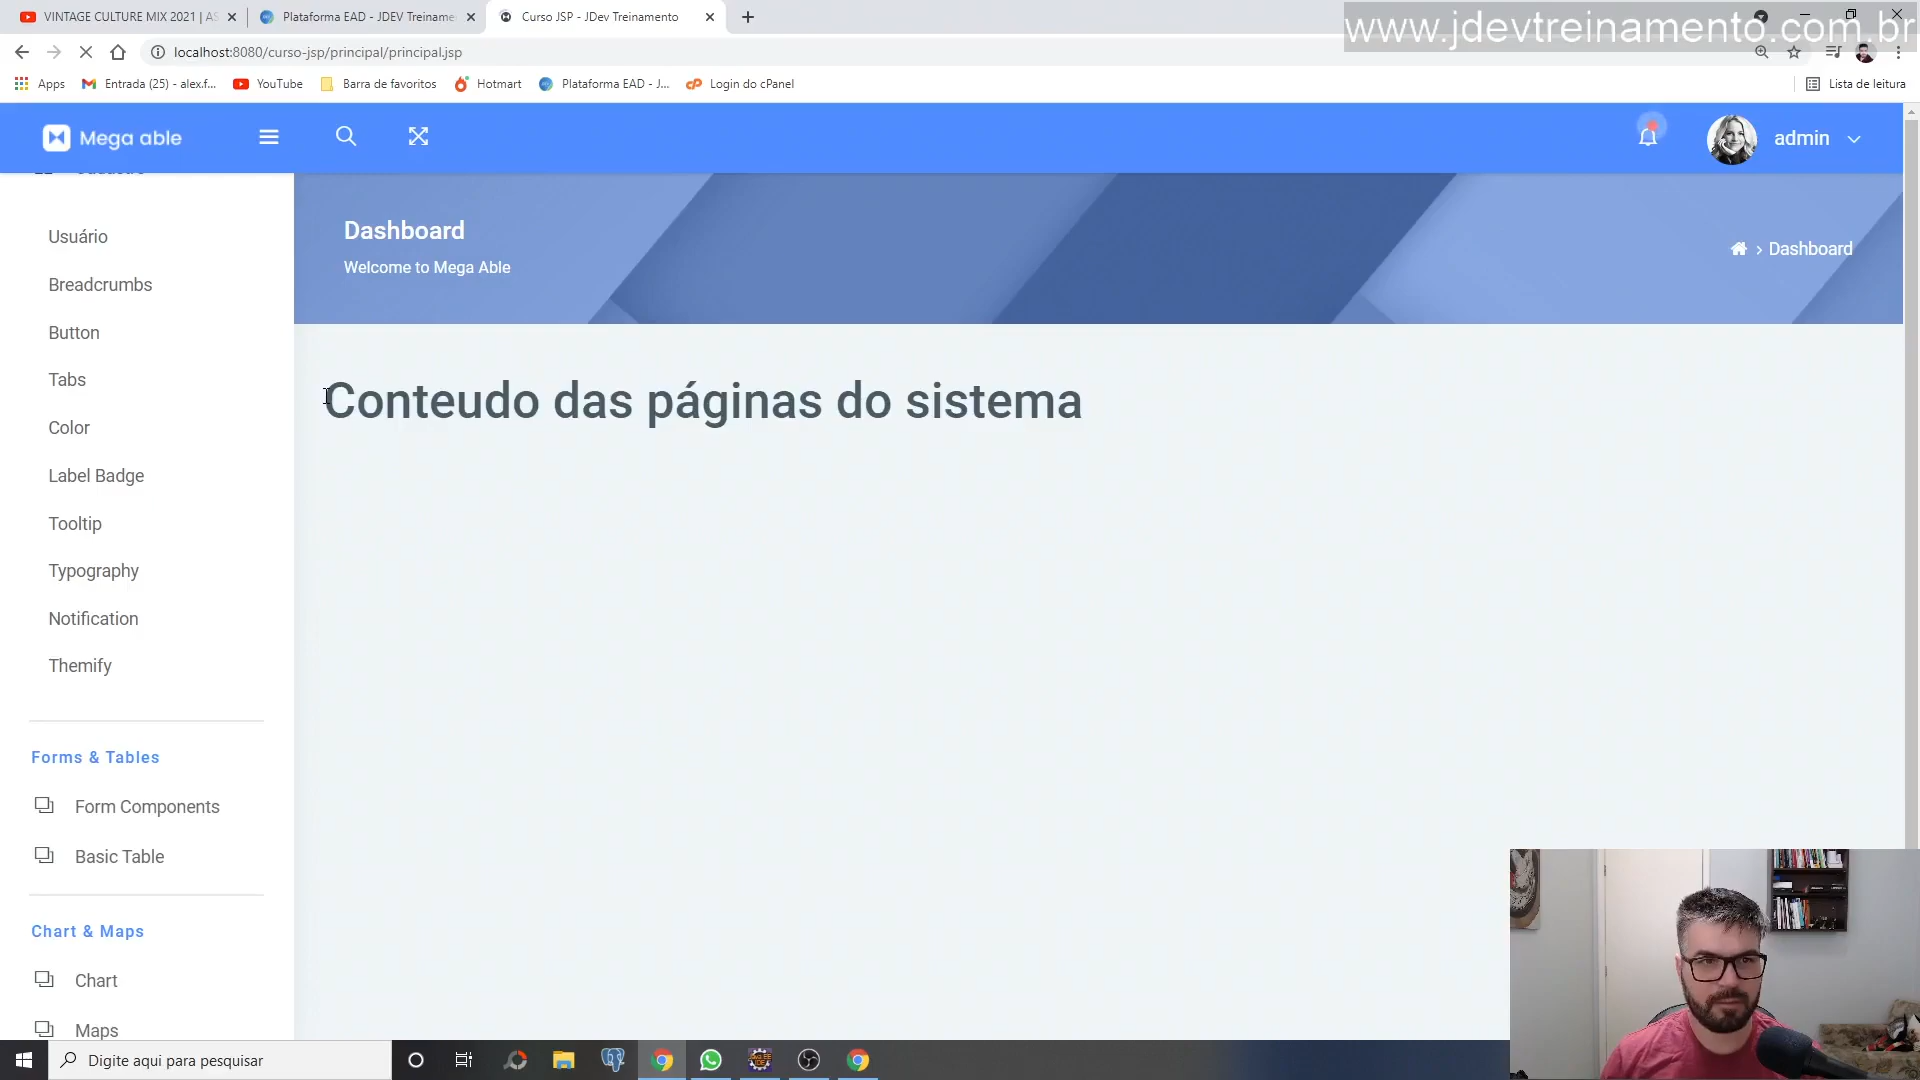 VINTAGE CULTURE MIX 2021 | AS
Plataforma EAD - JDEV Treiname
Curso JSP - JDev Treinamento
www.jdevtreinamento.com.br
localhost:8080/curso-jsp/principal/principal.jsp
Apps
Entrada (25) - alex.f...
YouTube
Barra de favoritos
Hotmart
Plataforma EAD - J...
Login do cPanel
Lista de leitura
Mega able
admin
Dashboard
Welcome to Mega Able
Dashboard
Usuário
Breadcrumbs
Button
Tabs
Color
Label Badge
Tooltip
Typography
Notification
Themify
Conteudo das páginas do sistema
Forms & Tables
Form Components
Basic Table
Chart & Maps
Chart
Maps
Digite aqui para pesquisar